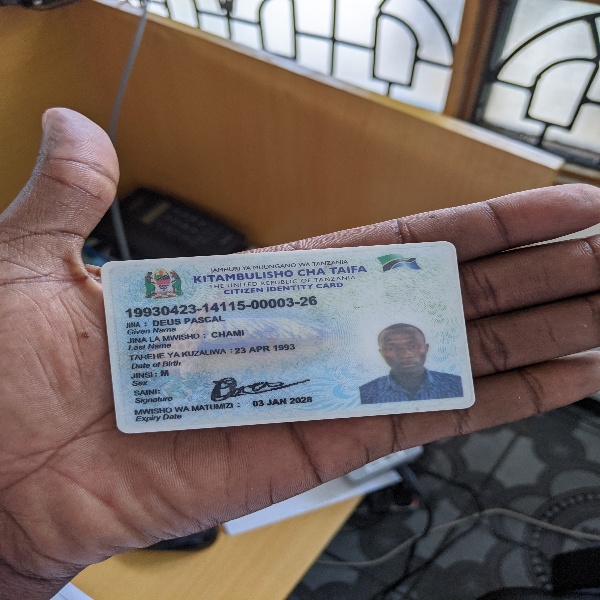 JAMHURI YA MUUNGANO WA TANZANIA
KITAMBULISHO CHA TAIFA
THE UNITED REPUBLIC OF TANZANIA
CITIZEN IDENTITY CARD
19930423-14115-00003-26
JINA : DEUS PASCAL
Given Name
JINA LA MWISHO : CHAMI
Last Name
TAREHE YA KUZALIWA : 23 APR 1993
Date of Birth
JINSI : M
Sex
SAINI:
Signature
MWISHO WA MATUMIZI : 03 JAN 2028
Expiry Date